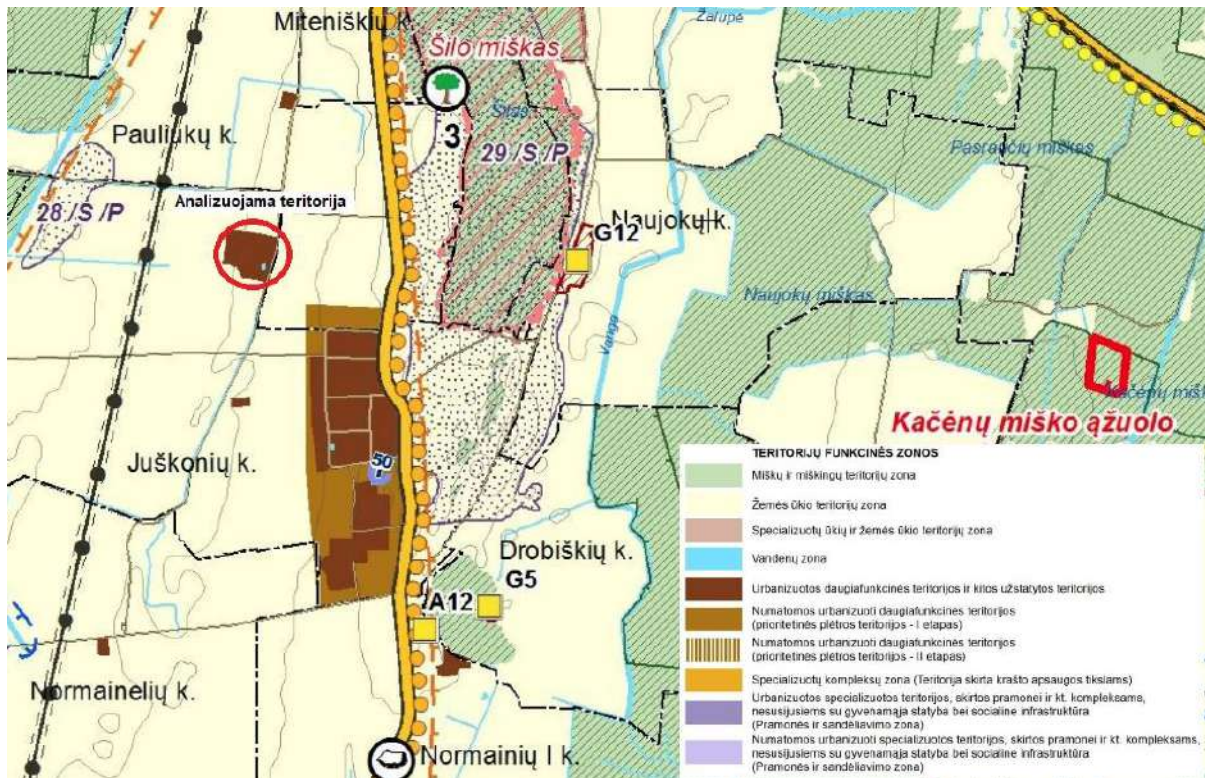 Miteniškių k.
Žalupė
Šilo miškas
Pauliukų k.
3
Šilas
29 /S /P
Pasraučių miškas
28 /S /P
Analizuojama teritorija
Naujokų k.
G12
Naujokų miškas
Vanga
Kačėnų miško ąžuolo
Juškonių k.
50
Drobiškių k.
G5
A12
Normainelių k.
Normainių I k.
TERITORIJŲ FUNKCINĖS ZONOS
Miškų ir miškingų teritorijų zona
Žemės ūkio teritorijų zona
Specializuotų ūkių ir žemės ūkio teritorijų zona
Vandenų zona
Urbanizuotos daugiafunkcinės teritorijos ir kitos užstatytos teritorijos
Numatomos urbanizuoti daugiafunkcinės teritorijos
(prioritetinės plėtros teritorijos - I etapas)
Numatomos urbanizuoti daugiafunkcinės teritorijos
(prioritetinės plėtros teritorijos - II etapas)
Specializuotų kompleksų zona (Teritorija skirta krašto apsaugos tikslams)
Urbanizuotos specializuotos teritorijos, skirtos pramonei ir kt. kompleksams,
nesusijusiems su gyvenamąja statyba bei socialine infrastruktūra
(Pramonės ir sandėliavimo zona)
Numatomos urbanizuoti specializuotos teritorijos, skirtos pramonei ir kt. kompleksams,
nesusijusiems su gyvenamąja statyba bei socialine infrastruktūra
(Pramonės ir sandėliavimo zona)